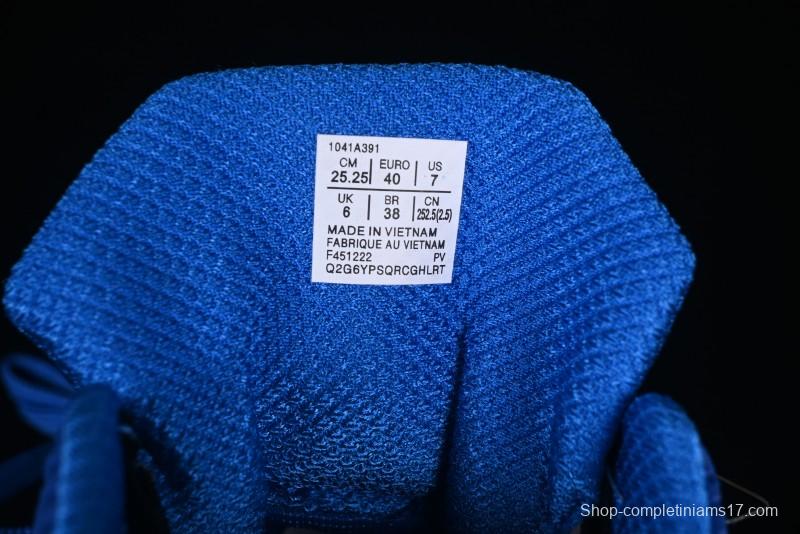 1041A391
CM EURO US
25.25 40 7
UK BR CN
6 38 252.5(2.5)
MADE IN VIETNAM
FABRIQUE AU VIETNAM
F451222 PV
Q2G6YPSQRCGHLRT
Shop-completiniams17.com